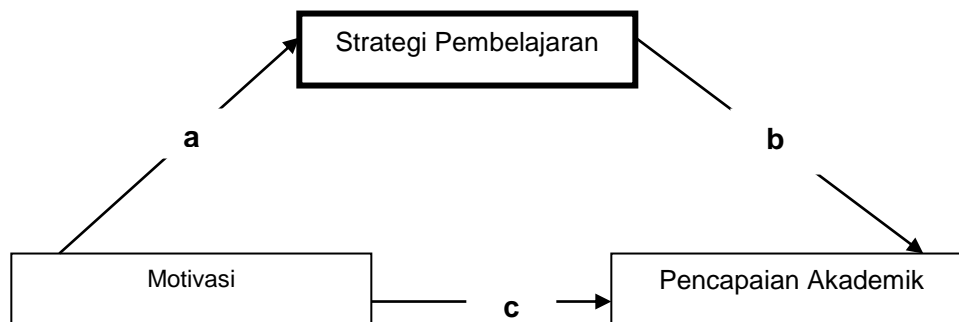 Strategi Pembelajaran
a
b
Motivasi
Pencapaian Akademik
c